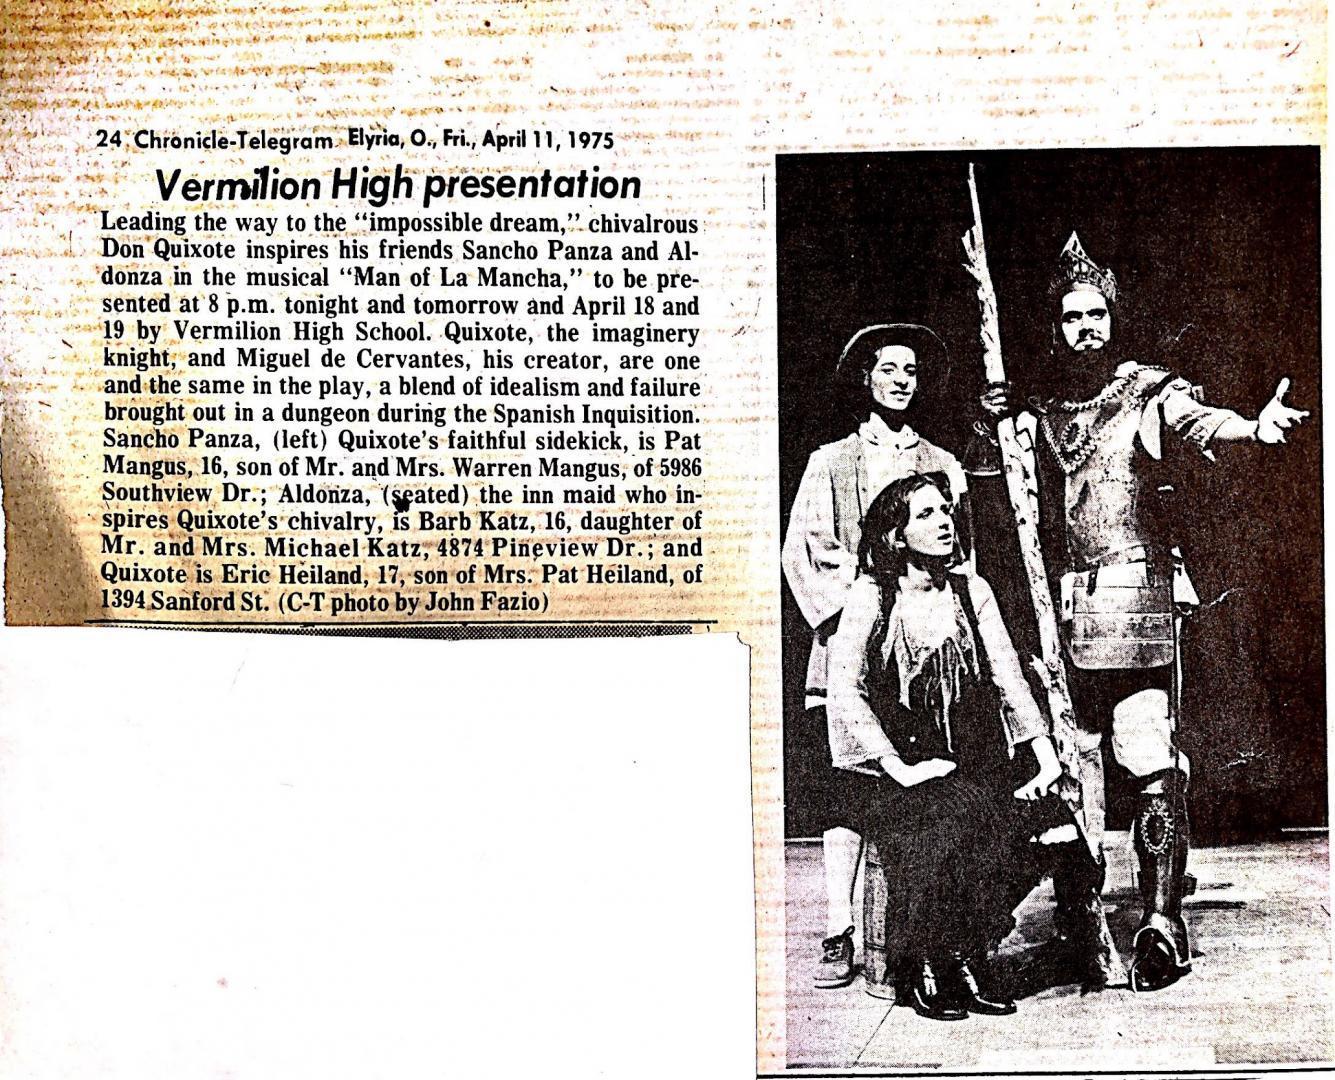 24 Chronicle-Telegram Elyria, O., Fri., April 11, 1975
Vermilion High presentation
Leading the way to the “impossible dream,” chivalrous
Don Quixote inspires his friends Sancho Panza and Al-
donza in the musical “Man of La Mancha,” to be pre-
sented at 8 p.m. tonight and tomorrow and April 18 and
19 by Vermilion High School. Quixote, the imaginery
knight, and Miguel de Cervantes, his creator, are one
and the same in the play, a blend of idealism and failure
brought out in a dungeon during the Spanish Inquisition.
Sancho Panza, (left) Quixote’s faithful sidekick, is Pat
Mangus, 16, son of Mr. and Mrs. Warren Mangus, of 5986
Southview Dr.; Aldonza, (seated) the inn maid who in-
spires Quixote’s chivalry, is Barb Katz, 16, daughter of
Mr. and Mrs. Michael Katz, 4874 Pineview Dr.; and
Quixote is Eric Heiland, 17, son of Mrs. Pat Heiland, of
1394 Sanford St. (C-T photo by John Fazio)